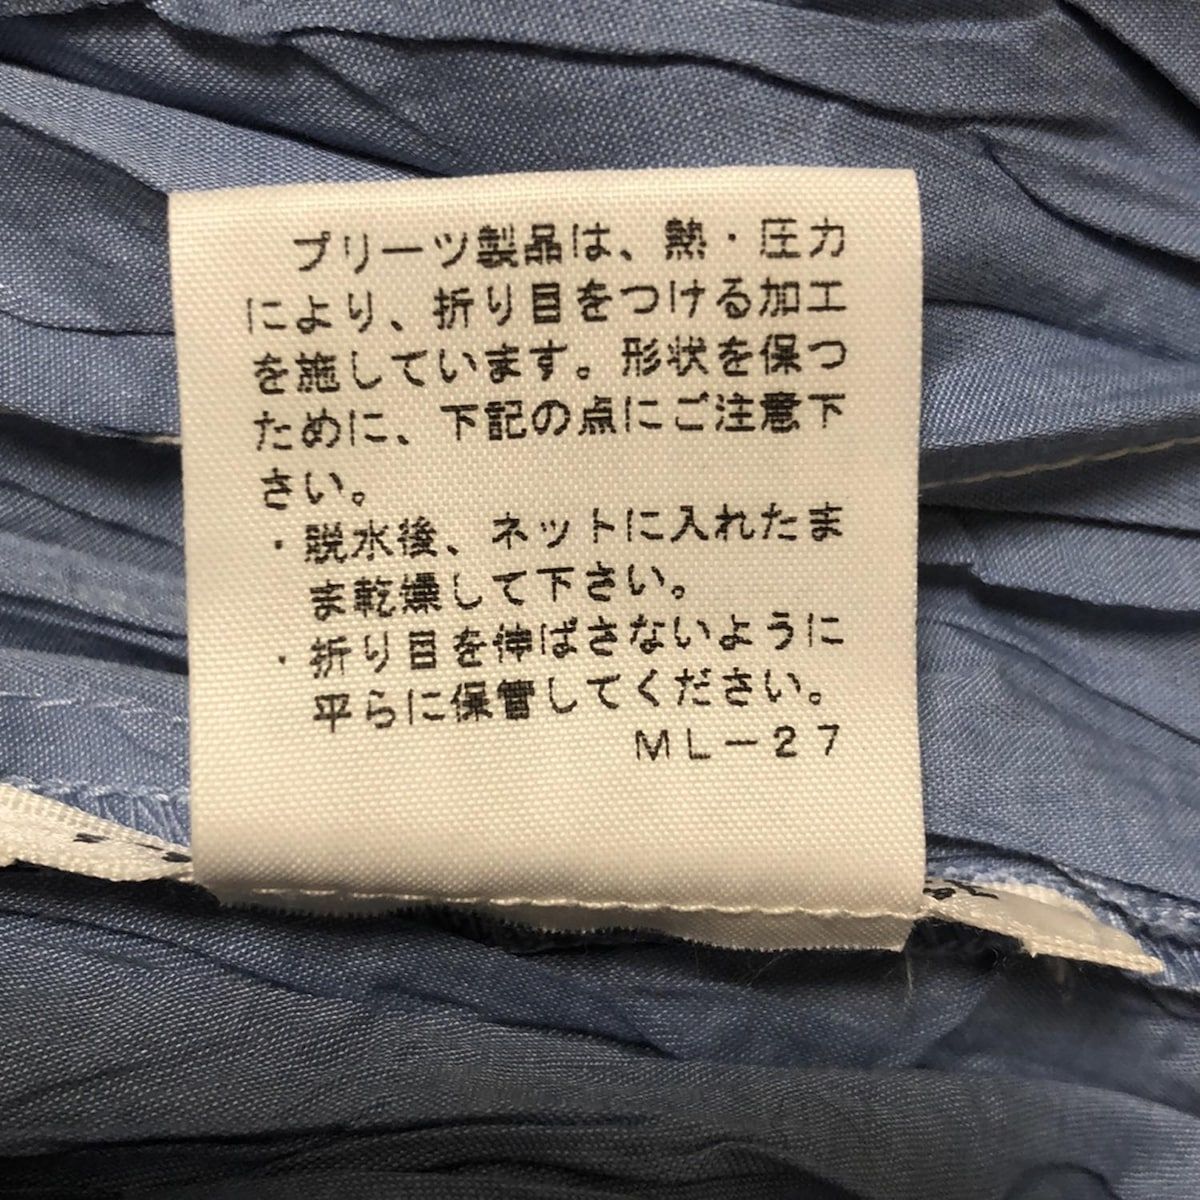 プリーツ製品は、熱・圧力
により、折り目をつける加工
を施しています。形状を保つ
ために、下記の点にご注意下
さい。
・脱水後、ネットに入れたま
ま乾燥して下さい。
・折り目を伸ばさないように
平らに保管してください。
ML-27